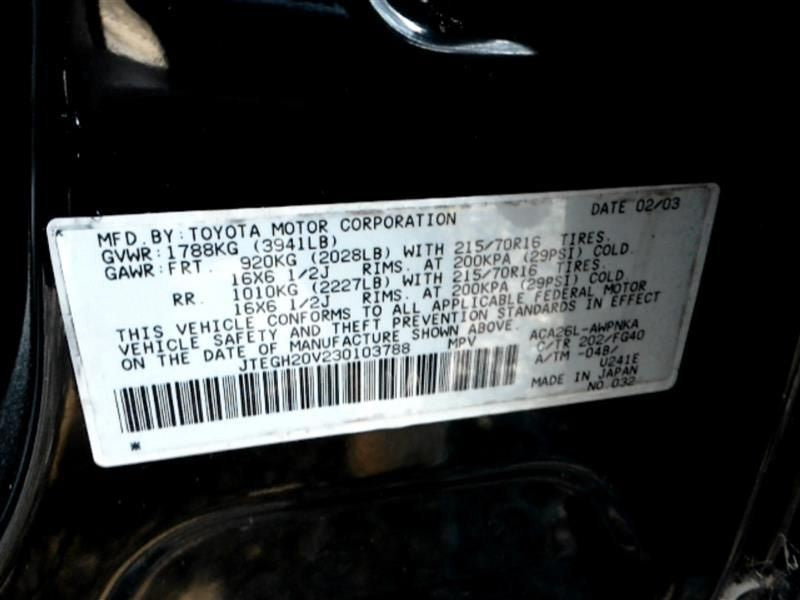 DATE 02/03
MFD. BY: TOYOTA MOTOR CORPORATION
GVWR: 1788KG (3941LB)
GAWR: FRT. 920KG (2028LB) WITH 215/70R16 TIRES,
16X6 1/2J RIMS, AT 200KPA (29PSI) COLD.
RR. 1010KG (2227LB) WITH 215/70R16 TIRES,
16X6 1/2J RIMS, AT 200KPA (29PSI) COLD
THIS VEHICLE CONFORMS TO ALL APPLICABLE FEDERAL MOTOR
VEHICLE SAFETY AND THEFT PREVENTION STANDARDS IN EFFECT
ON THE DATE OF MANUFACTURE SHOWN ABOVE.
JTEGH20V230103788 MPV
ACA26L-AWPNKA
C/TR 202/FG40
A/TM -04B/
U241E
MADE IN JAPAN
NO.032